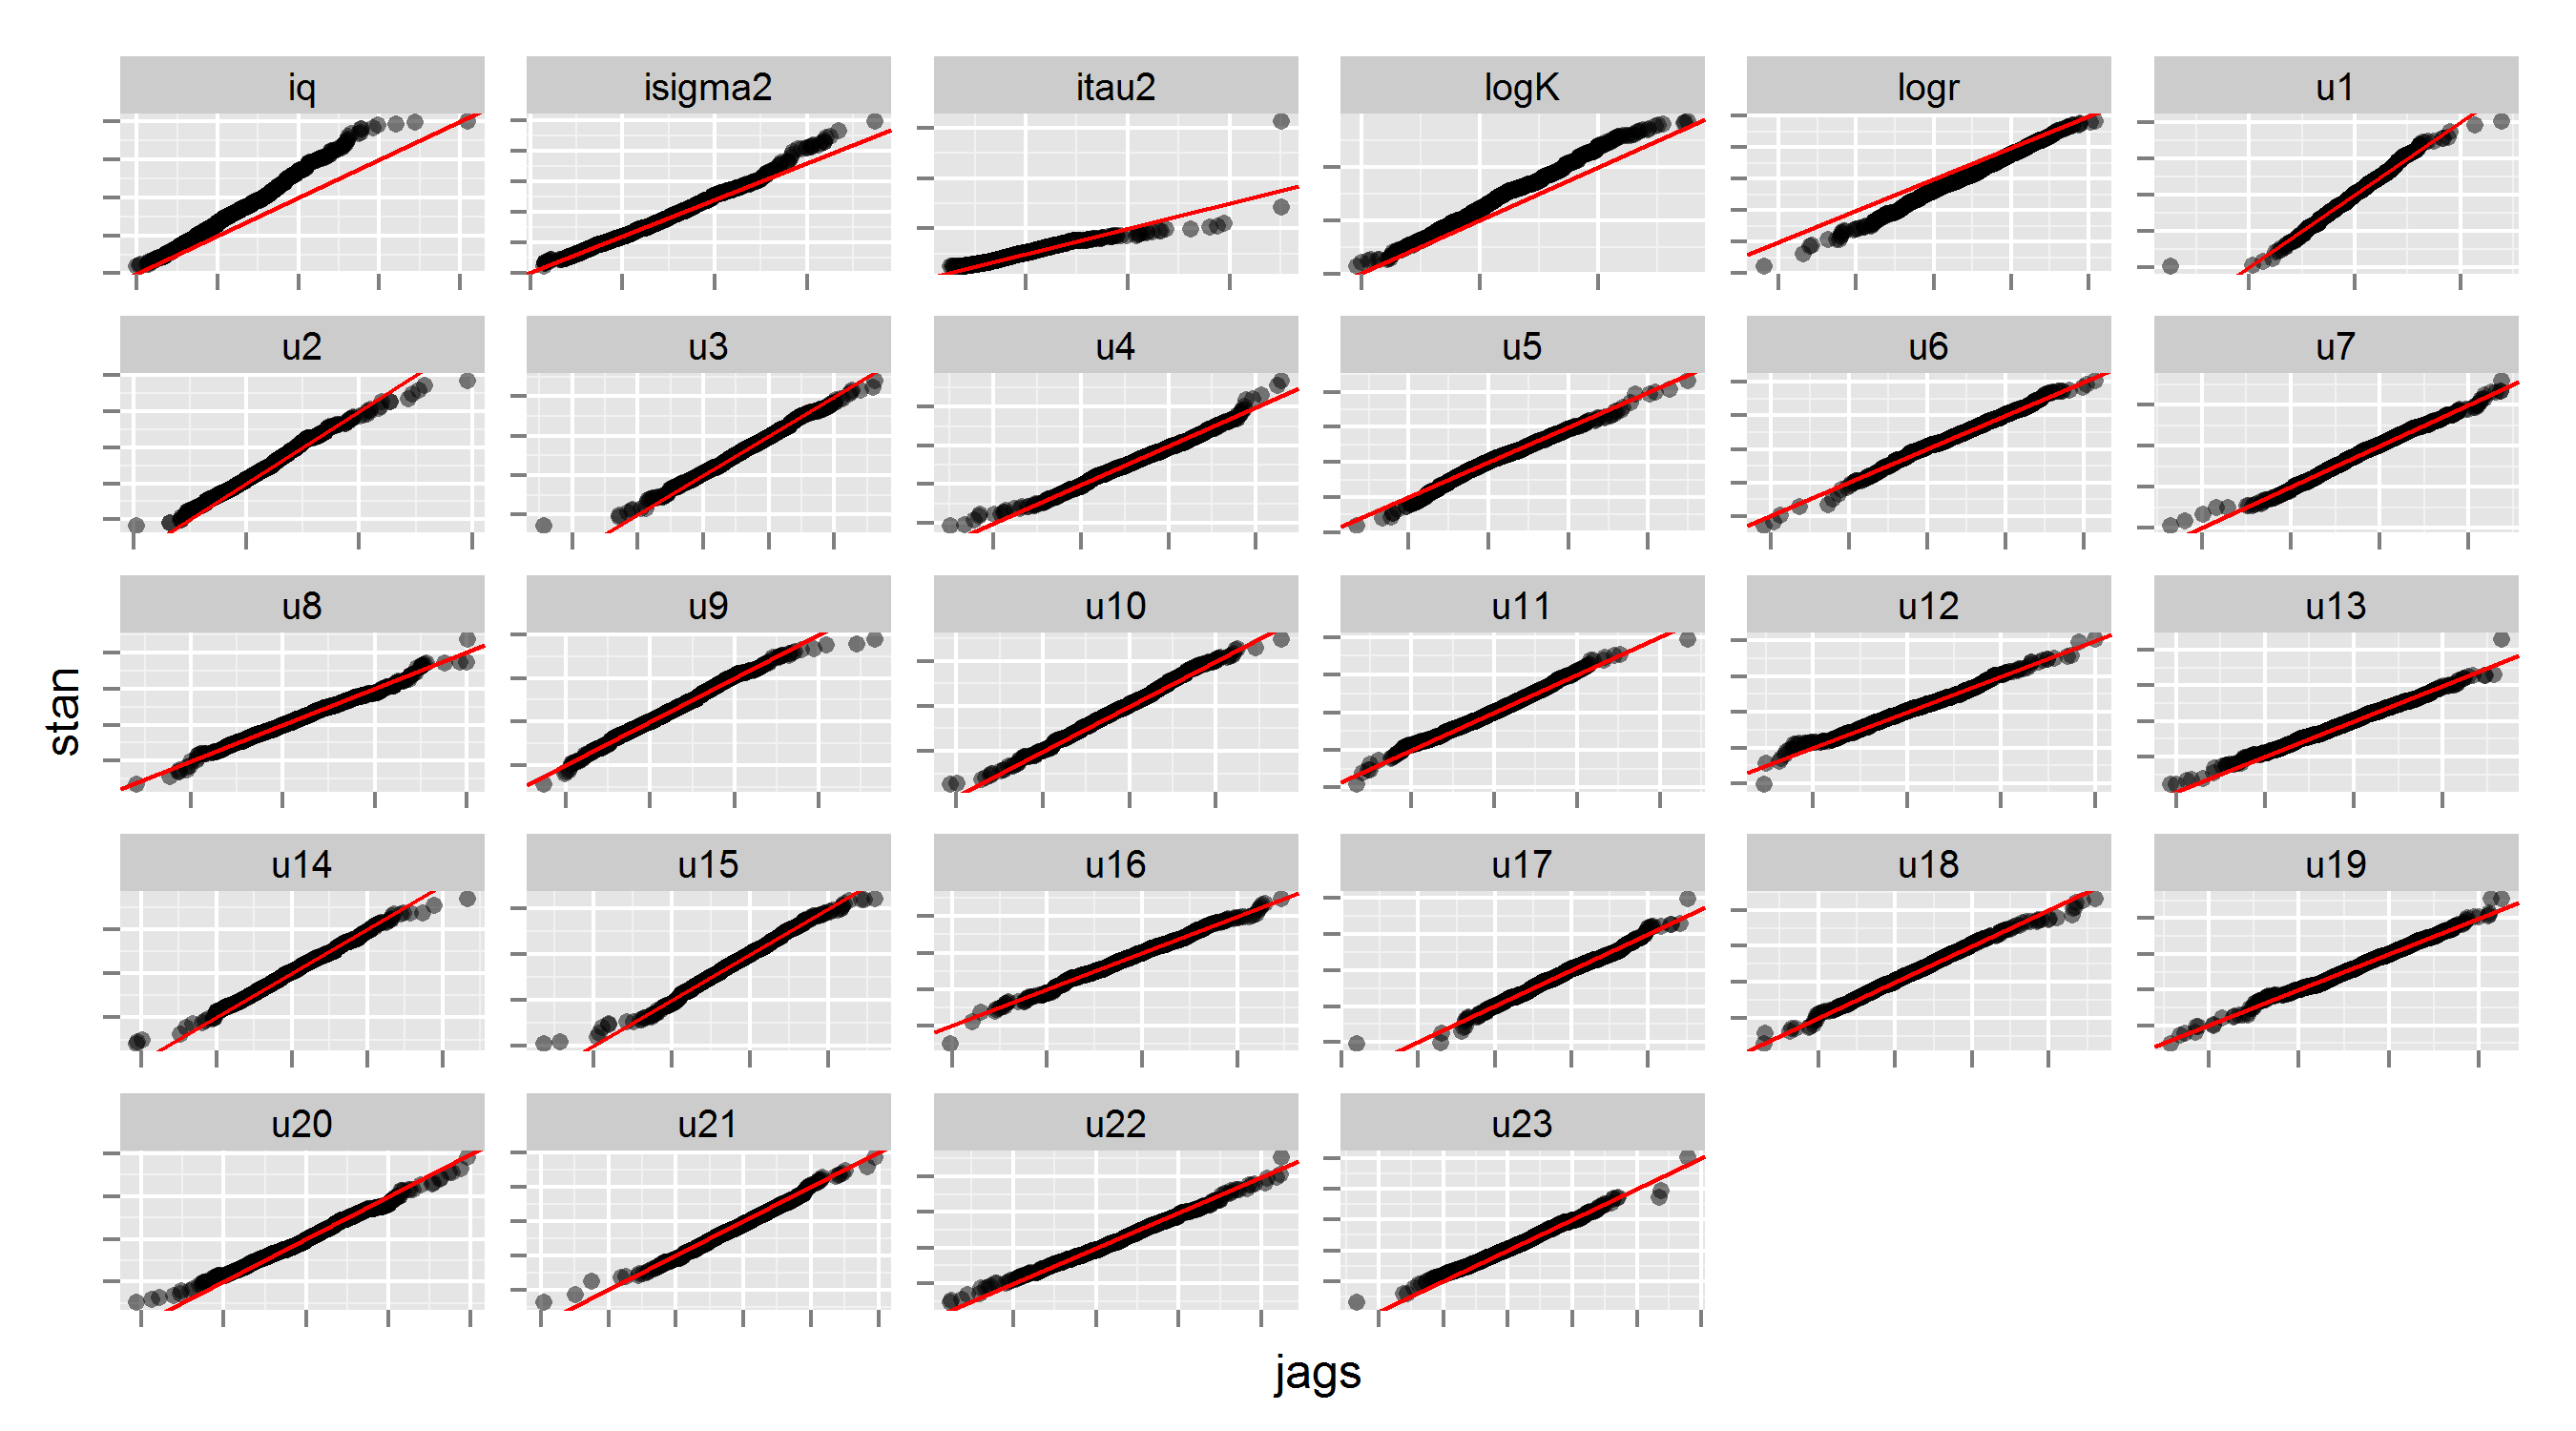 iq isigma2 itau2 logK logr u1
u2 u3 u4 u5 u6 u7
u8 u9 u10 u11 u12 u13
stan
u14 u15 u16 u17 u18 u19
u20 u21 u22 u23
jags